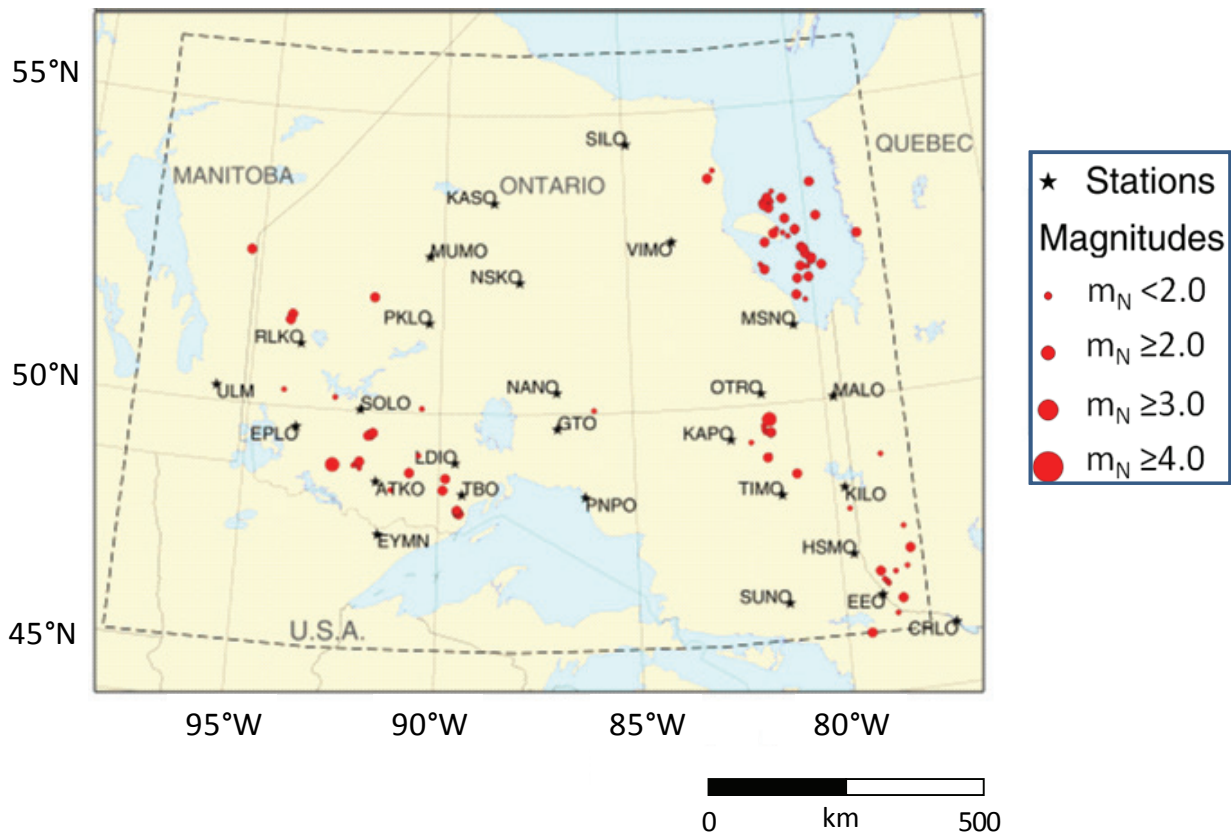 55°N
50°N
45°N
SILO
QUEBEC
MANITOBA
KASO
ONTARIO
MUMO
VIMO
NSKO
PKLO
MSNO
RLKO
ULM
NANO
OTRO
MALO
SOLO
EPLO
GTO
KAPO
LDIO
ATKO
TBO
PNPO
TIMO
KILO
EYMN
HSMO
SUNO
EEO
CRLO
U.S.A.
95°W 90°W 85°W 80°W
0 km 500
Stations
Magnitudes
mN <2.0
mN ≥2.0
mN ≥3.0
mN ≥4.0